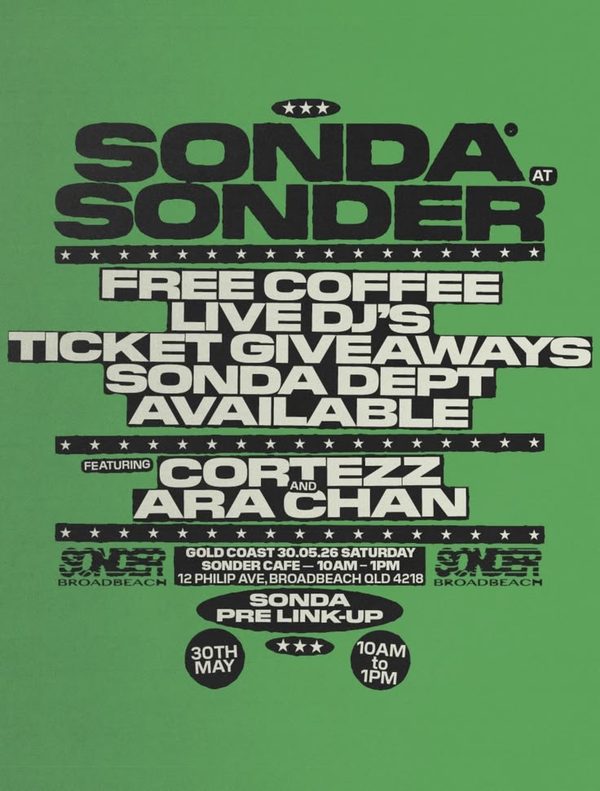 SONDA
AT
SONDER
FREE COFFEE
LIVE DJ'S
TICKET GIVEAWAYS
SONDA DEPT
AVAILABLE
FEATURING
CORTEZZ
AND
ARA CHAN
SONDER
BROADBEACH
GOLD COAST 30.05.26 SATURDAY
SONDER CAFE — 10AM – 1PM
12 PHILIP AVE, BROADBEACH QLD 4218
SONDER
BROADBEACH
SONDA
PRE LINK-UP
30TH
MAY
10AM
to
1PM